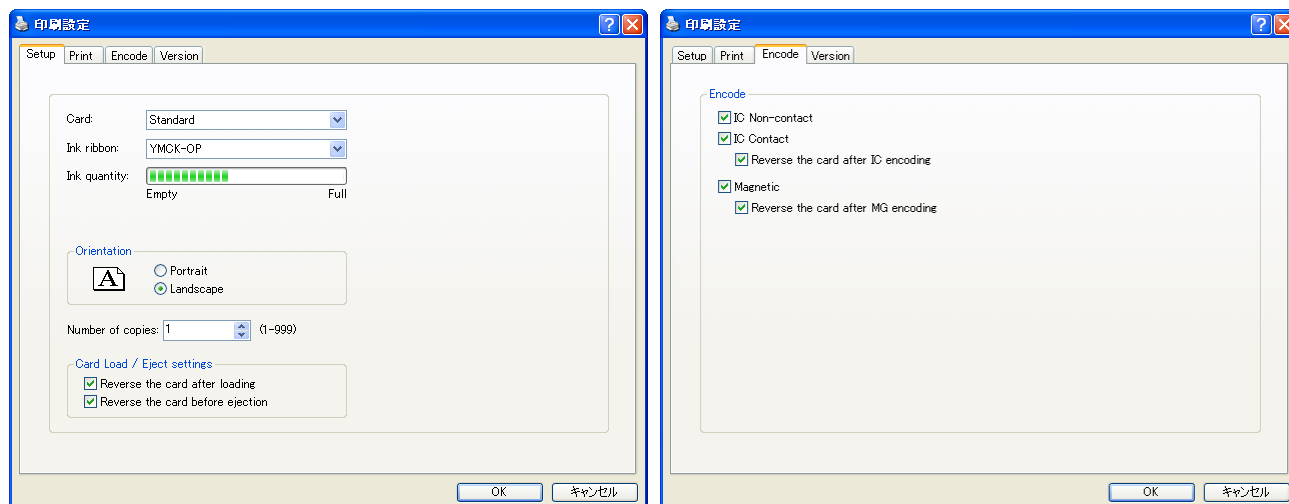 印刷設定
Setup Print Encode Version
Card: Standard
Ink ribbon: YMCK-OP
Ink quantity:
Empty Full
Orientation
A
Portrait
Landscape
Number of copies: 1 (1-999)
Card Load / Eject settings
Reverse the card after loading
Reverse the card before ejection
OK キャンセル
印刷設定
Setup Print Encode Version
Encode
IC Non-contact
IC Contact
Reverse the card after IC encoding
Magnetic
Reverse the card after MG encoding
OK キャンセル